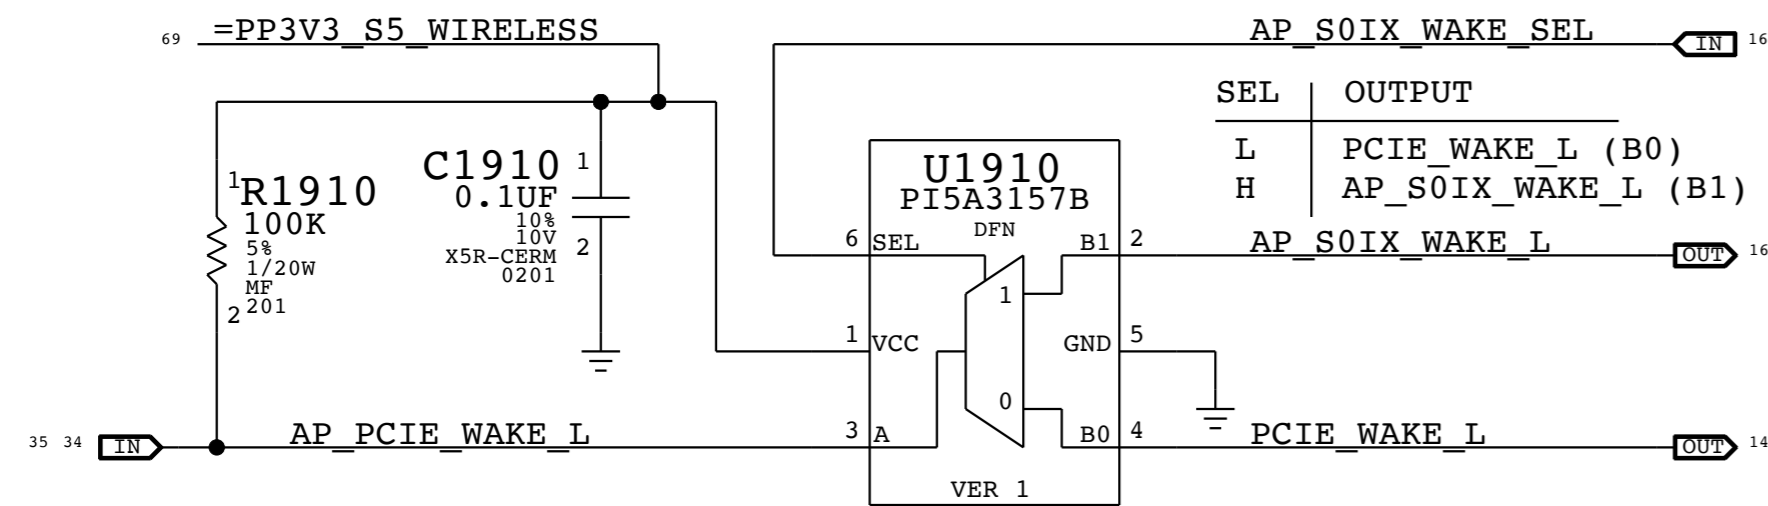 69 =PP3V3_S5_WIRELESS
AP_S0IX_WAKE_SEL IN 16
SEL OUTPUT
L PCIE_WAKE_L (B0)
H AP_S0IX_WAKE_L (B1)
1 R1910
100K
5%
1/20W
MF
201
2
C1910 1
0.1UF
10%
10V
X5R-CERM
0201
2
U1910
PI5A3157B
DFN
6 SEL
B1 2
AP_S0IX_WAKE_L OUT 16
1
1 VCC
GND 5
0
35 34 IN AP_PCIE_WAKE_L 3 A
B0 4 PCIE_WAKE_L OUT 14
VER 1